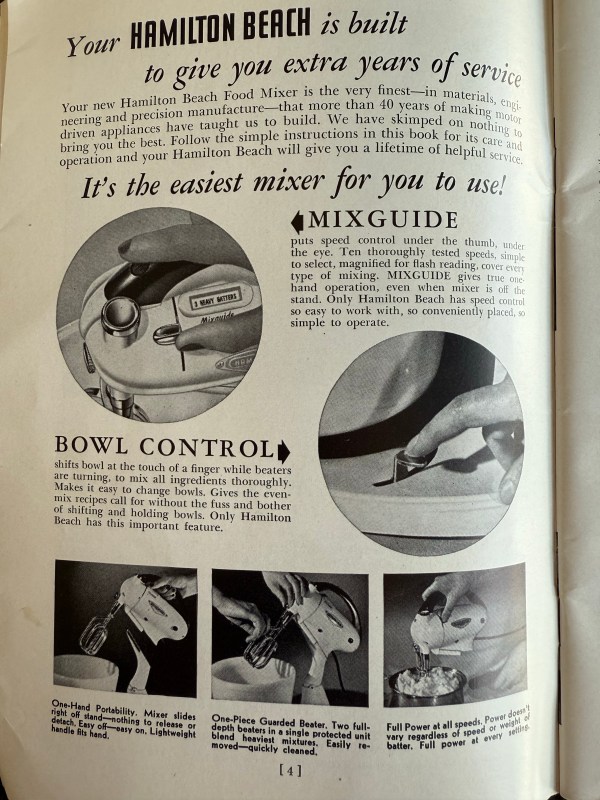 Your HAMILTON BEACH is built
to give you extra years of service
Your new Hamilton Beach Food Mixer is the very finest—in materials, engi-
neering and precision manufacture—that more than 40 years of making motor
driven appliances have taught us to build. We have skimped on nothing to
bring you the best. Follow the simple instructions in this book for its care and
operation and your Hamilton Beach will give you a lifetime of helpful service.
It's the easiest mixer for you to use!
MIXGUIDE
puts speed control under the thumb, under
the eye. Ten thoroughly tested speeds, simple
to select, magnified for flash reading, cover every
type of mixing. MIXGUIDE gives true one-
hand operation, even when mixer is off the
stand. Only Hamilton Beach has speed control
so easy to work with, so conveniently placed, so
simple to operate.
3 HEAVY BATTERS
Mixguide
BOWL CONTROL
shifts bowl at the touch of a finger while beaters
are turning, to mix all ingredients thoroughly.
Makes it easy to change bowls. Gives the even-
mix recipes call for without the fuss and bother
of shifting and holding bowls. Only Hamilton
Beach has this important feature.
One-Hand Portability. Mixer slides
right off stand—nothing to release or
detach. Easy off—easy on. Lightweight
handle fits hand.
One-Piece Guarded Beater. Two full-
depth beaters in a single protected unit
blend heaviest mixtures. Easily re-
moved—quickly cleaned.
Full Power at all speeds. Power doesn't
vary regardless of speed or weight of
batter. Full power at every setting.
[ 4 ]